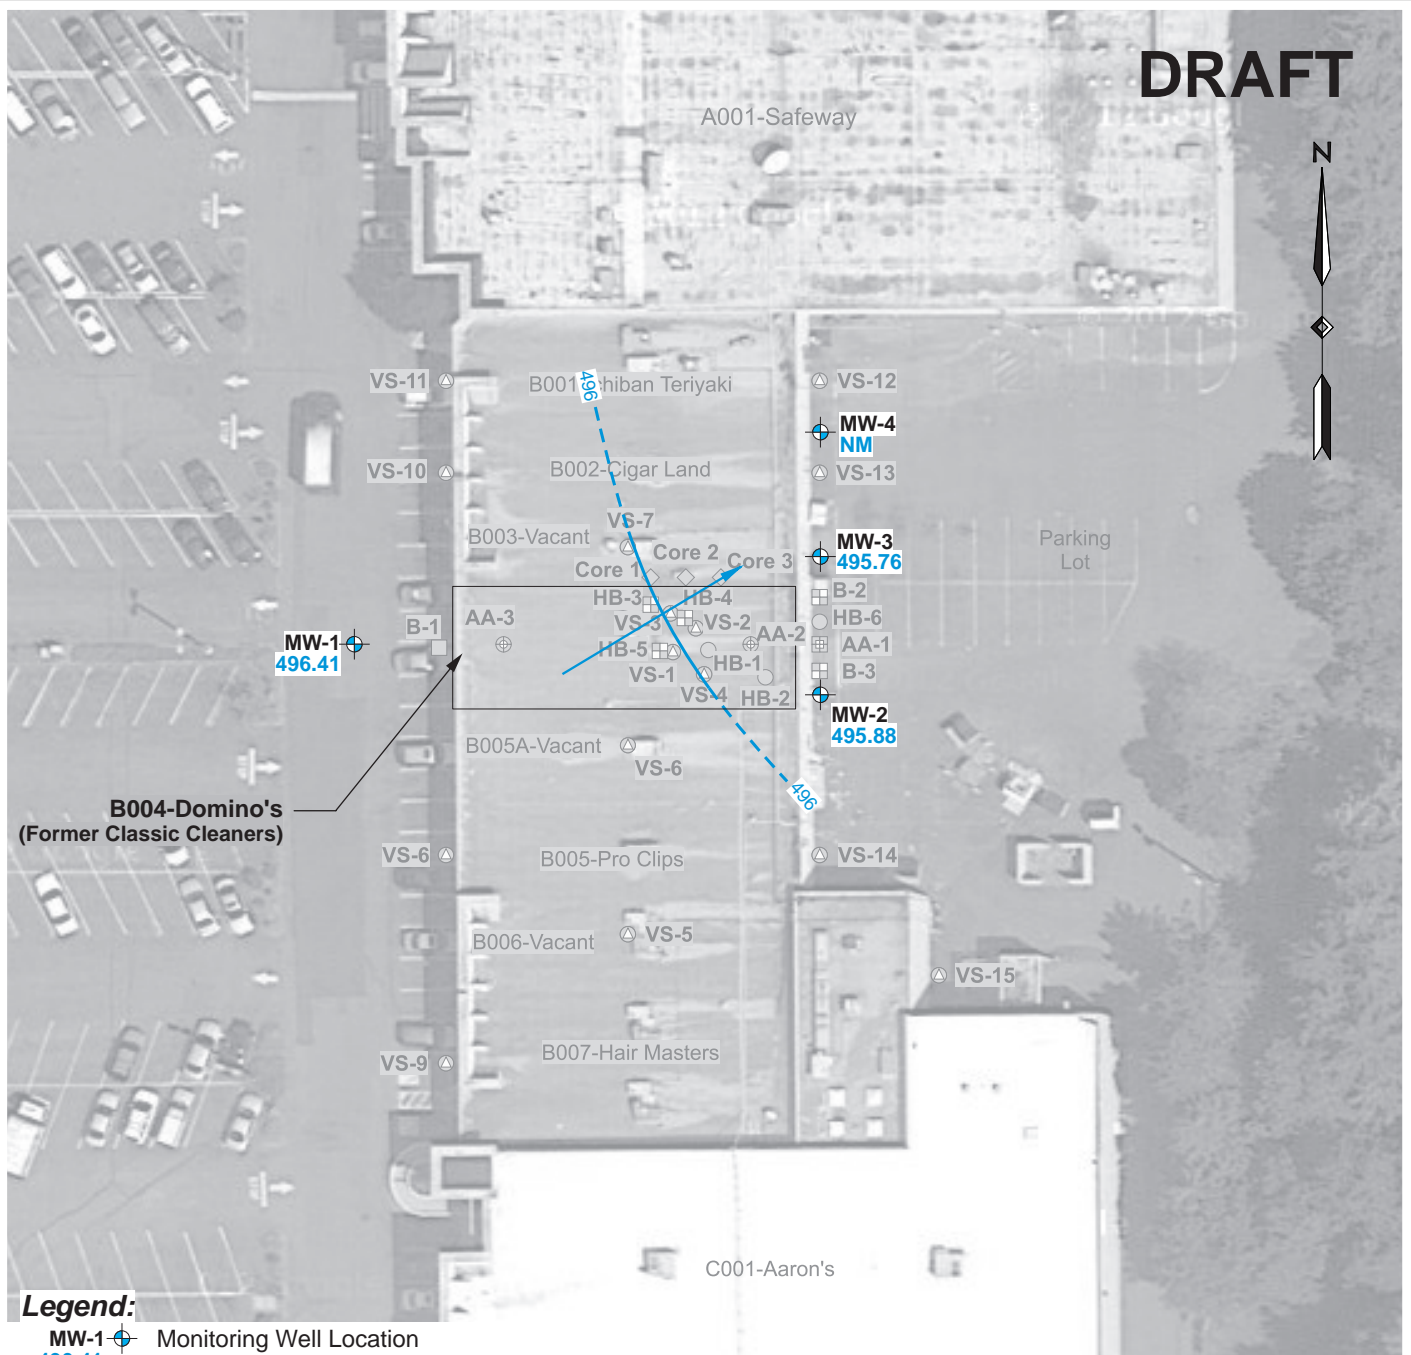 DRAFT
A001-Safeway
N
VS-11
496
VS-12
MW-4
NM
VS-10
B002-Cigar Land
VS-13
VS-7
B003-Vacant
Core 2
Core 1
Core 3
MW-3
495.76
Parking
Lot
HB-3
HB-4
B-2
AA-3
VS-3
VS-2
HB-6
B-1
AA-2
MW-1
496.41
HB-5
HB-1
AA-1
VS-1
B-3
VS-4
HB-2
MW-2
495.88
B005A-Vacant
VS-6
496
B004-Domino's
(Former Classic Cleaners)
VS-6
B005-Pro Clips
VS-14
B006-Vacant
VS-5
VS-15
VS-9
B007-Hair Masters
C001-Aaron's
Legend:
MW-1 Monitoring Well Location